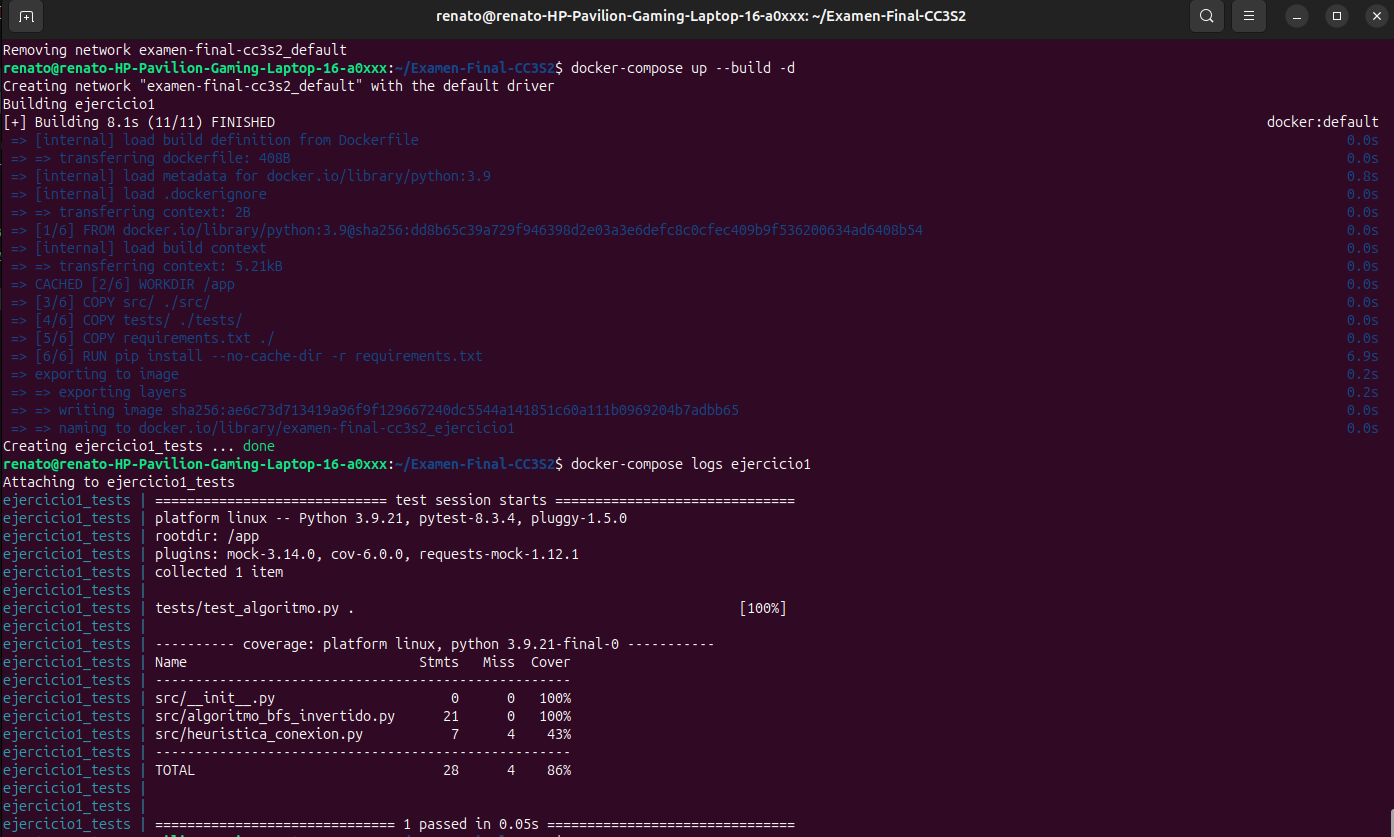 renato@renato-HP-Pavilion-Gaming-Laptop-16-a0xxx: ~/Examen-Final-CC3S2
Removing network examen-final-cc3s2_default
renato@renato-HP-Pavilion-Gaming-Laptop-16-a0xxx:~/Examen-Final-CC3S2$ docker-compose up --build -d
Creating network "examen-final-cc3s2_default" with the default driver
Building ejercicio1
[+] Building 8.1s (11/11) FINISHED docker:default
=> [internal] load build definition from Dockerfile 0.0s
=> => transferring dockerfile: 408B 0.0s
=> [internal] load metadata for docker.io/library/python:3.9 0.8s
=> [internal] load .dockerignore 0.0s
=> => transferring context: 2B 0.0s
=> [1/6] FROM docker.io/library/python:3.9@sha256:dd8b65c39a729f946398d2e03a3e6defc8c0cfec409b9f536200634ad6408b54 0.0s
=> [internal] load build context 0.0s
=> => transferring context: 5.21kB 0.0s
=> CACHED [2/6] WORKDIR /app 0.0s
=> [3/6] COPY src/ ./src/ 0.0s
=> [4/6] COPY tests/ ./tests/ 0.0s
=> [5/6] COPY requirements.txt ./ 0.0s
=> [6/6] RUN pip install --no-cache-dir -r requirements.txt 6.9s
=> exporting to image 0.2s
=> => exporting layers 0.2s
=> => writing image sha256:ae6c73d713419a96f9f129667240dc5544a141851c60a111b0969204b7adbb65 0.0s
=> => naming to docker.io/library/examen-final-cc3s2_ejercicio1 0.0s
Creating ejercicio1_tests ... done
renato@renato-HP-Pavilion-Gaming-Laptop-16-a0xxx:~/Examen-Final-CC3S2$ docker-compose logs ejercicio1
Attaching to ejercicio1_tests
ejercicio1_tests | ============================= test session starts ==============================
ejercicio1_tests | platform linux -- Python 3.9.21, pytest-8.3.4, pluggy-1.5.0
ejercicio1_tests | rootdir: /app
ejercicio1_tests | plugins: mock-3.14.0, cov-6.0.0, requests-mock-1.12.1
ejercicio1_tests | collected 1 item
ejercicio1_tests |
ejercicio1_tests | tests/test_algoritmo.py . [100%]
ejercicio1_tests |
ejercicio1_tests | ---------- coverage: platform linux, python 3.9.21-final-0 -----------
ejercicio1_tests | Name Stmts Miss Cover
ejercicio1_tests | ----------------------------------------------------
ejercicio1_tests | src/__init__.py 0 0 100%
ejercicio1_tests | src/algoritmo_bfs_invertido.py 21 0 100%
ejercicio1_tests | src/heuristica_conexion.py 7 4 43%
ejercicio1_tests | ----------------------------------------------------
ejercicio1_tests | TOTAL 28 4 86%
ejercicio1_tests |
ejercicio1_tests |
ejercicio1_tests | ============================== 1 passed in 0.05s ===============================